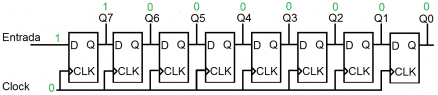 1 0 0 0 0 0 0 0
Q7 Q6 Q5 Q4 Q3 Q2 Q1 Q0
Entrada 1 D Q D Q D Q D Q D Q D Q D Q D Q
CLK CLK CLK CLK CLK CLK CLK CLK
Clock 0